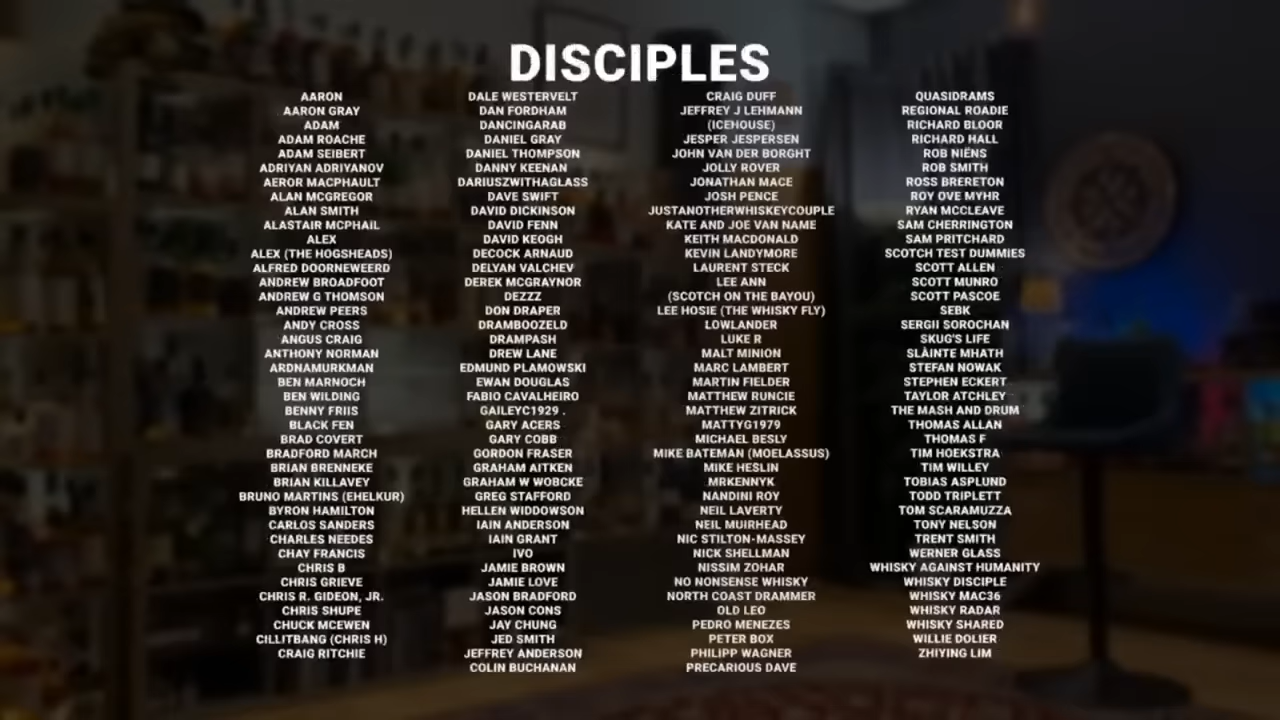 DISCIPLES
AARON
AARON GRAY
ADAM
ADAM ROACHE
ADAM SEIBERT
ADRIYAN ADRIYANOV
AEROR MACPHAULT
ALAN MCGREGOR
ALAN SMITH
ALASTAIR MCPHAIL
ALEX
ALEX (THE HOGSHEADS)
ALFRED DOORNEWEERD
ANDREW BROADFOOT
ANDREW G THOMSON
ANDREW PEERS
ANDY CROSS
ANGUS CRAIG
ANTHONY NORMAN
ARDNAMURKMAN
BEN MARNOCH
BEN WILDING
BENNY FRIIS
BLACK FEN
BRAD COVERT
BRADFORD MARCH
BRIAN BRENNEKE
BRIAN KILLAVEY
BRUNO MARTINS (EHELKUR)
BYRON HAMILTON
CARLOS SANDERS
CHARLES NEEDES
CHAY FRANCIS
CHRIS B
CHRIS GRIEVE
CHRIS R. GIDEON, JR.
CHRIS SHUPE
CHUCK MCEWEN
CILLITBANG (CHRIS H)
CRAIG RITCHIE
DALE WESTERVELT
DAN FORDHAM
DANCINGARAB
DANIEL GRAY
DANIEL THOMPSON
DANNY KEENAN
DARIUSZWITHAGLASS
DAVE SWIFT
DAVID DICKINSON
DAVID FENN
DAVID KEOGH
DECOCK ARNAUD
DELYAN VALCHEV
DEREK MCGRAYNOR
DEZZZ
DON DRAPER
DRAMBOOZELD
DRAMPASH
DREW LANE
EDMUND PLAMOWSKI
EWAN DOUGLAS
FABIO CAVALHEIRO
GAILEYC1929 .
GARY ACERS
GARY COBB
GORDON FRASER
GRAHAM AITKEN
GRAHAM W WOBCKE
GREG STAFFORD
HELLEN WIDDOWSON
IAIN ANDERSON
IAIN GRANT
IVO
JAMIE BROWN
JAMIE LOVE
JASON BRADFORD
JASON CONS
JAY CHUNG
JED SMITH
JEFFREY ANDERSON
COLIN BUCHANAN
CRAIG DUFF
JEFFREY J LEHMANN
(ICEHOUSE)
JESPER JESPERSEN
JOHN VAN DER BORGHT
JOLLY ROVER
JONATHAN MACE
JOSH PENCE
JUSTANOTHERWHISKEYCOUPLE
KATE AND JOE VAN NAME
KEITH MACDONALD
KEVIN LANDYMORE
LAURENT STECK
LEE ANN
(SCOTCH ON THE BAYOU)
LEE HOSIE (THE WHISKY FLY)
LOWLANDER
LUKE R
MALT MINION
MARC LAMBERT
MARTIN FIELDER
MATTHEW RUNCIE
MATTHEW ZITRICK
MATTYG1979
MICHAEL BESLY
MIKE BATEMAN (MOELASSUS)
MIKE HESLIN
MRKENNYK
NANDINI ROY
NEIL LAVERTY
NEIL MUIRHEAD
NIC STILTON-MASSEY
NICK SHELLMAN
NISSIM ZOHAR
NO NONSENSE WHISKY
NORTH COAST DRAMMER
OLD LEO
PEDRO MENEZES
PETER BOX
PHILIPP WAGNER
PRECARIOUS DAVE
QUASIDRAMS
REGIONAL ROADIE
RICHARD BLOOR
RICHARD HALL
ROB NIËNS
ROB SMITH
ROSS BRERETON
ROY OVE MYHR
RYAN MCCLEAVE
SAM CHERRINGTON
SAM PRITCHARD
SCOTCH TEST DUMMIES
SCOTT ALLEN
SCOTT MUNRO
SCOTT PASCOE
SEBK
SERGII SOROCHAN
SKUG'S LIFE
SLÀINTE MHATH
STEFAN NOWAK
STEPHEN ECKERT
TAYLOR ATCHLEY
THE MASH AND DRUM
THOMAS ALLAN
THOMAS F
TIM HOEKSTRA
TIM WILLEY
TOBIAS ASPLUND
TODD TRIPLETT
TOM SCARAMUZZA
TONY NELSON
TRENT SMITH
WERNER GLASS
WHISKY AGAINST HUMANITY
WHISKY DISCIPLE
WHISKY MAC36
WHISKY RADAR
WHISKY SHARED
WILLIE DOLIER
ZHIYING LIM